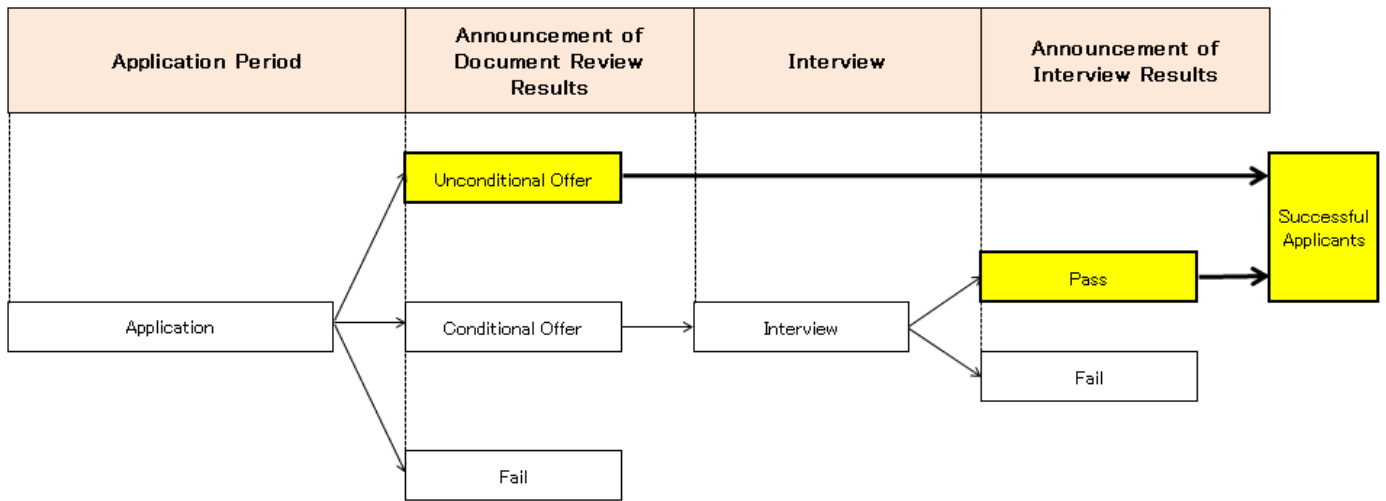 Application Period
Announcement of
Document Review
Results
Interview
Announcement of
Interview Results
Unconditional Offer
Successful
Applicants
Pass
Application
Conditional Offer
Interview
Fail
Fail